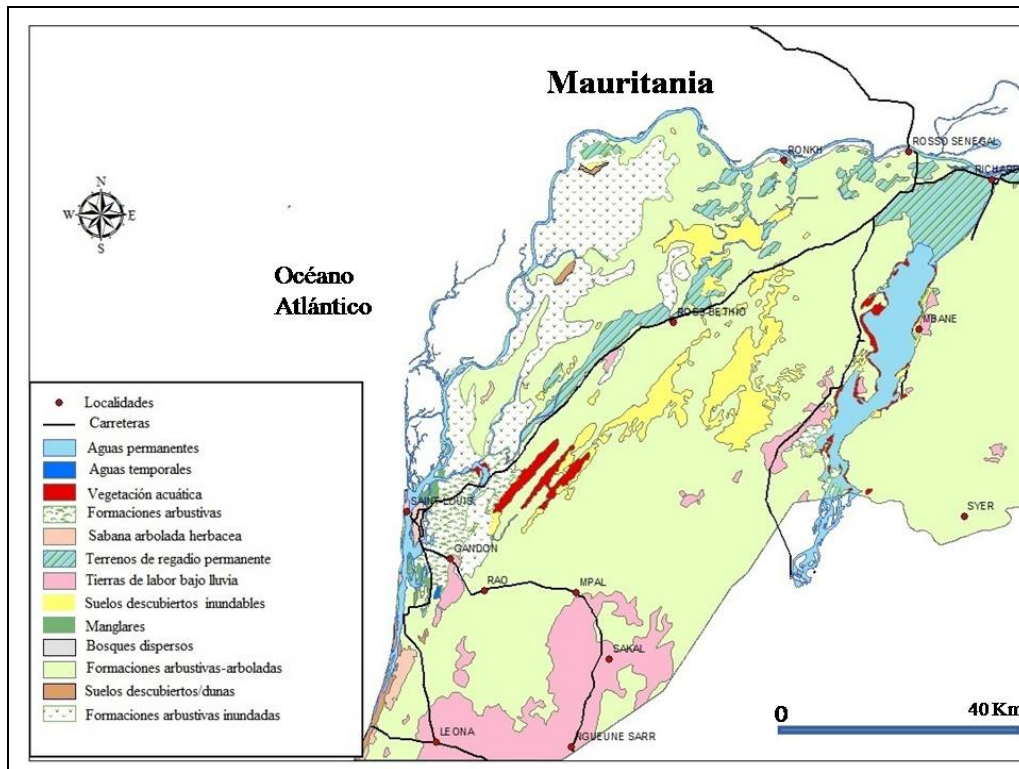 Mauritania
RONKH
ROSSO SENEGAL
RICHARD
N
W
E
S
Océano
Atlántico
ROSS-BETHIO
MBANE
Localidades
Carreteras
Aguas permanentes
Aguas temporales
Vegetación acuática
Formaciones arbustivas
Sabana arbolada herbacea
Terrenos de regadio permanente
Tierras de labor bajo lluvia
Suelos descubiertos inundables
Manglares
Bosques dispersos
Formaciones arbustivas-arboladas
Suelos descubiertos/dunas
Formaciones arbustivas inundadas
SAINT-LOUIS
SYER
GANDON
RAO
MPAL
SAKAL
LEONA
NGUEUNE SARR
0
40 Km